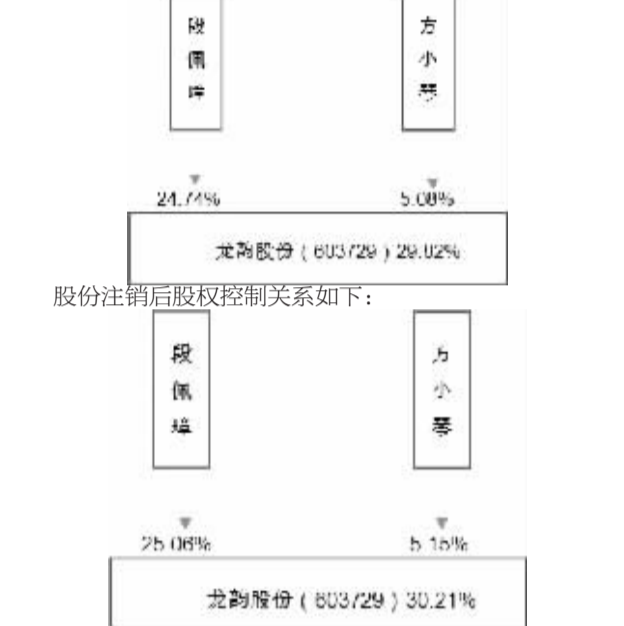 段佩璋
方小琴
24.74%
5.08%
龙韵股份（603729）29.82%
股份注销后股权控制关系如下：
段佩璋
方小琴
25.06%
5.15%
龙韵股份（603729）30.21%